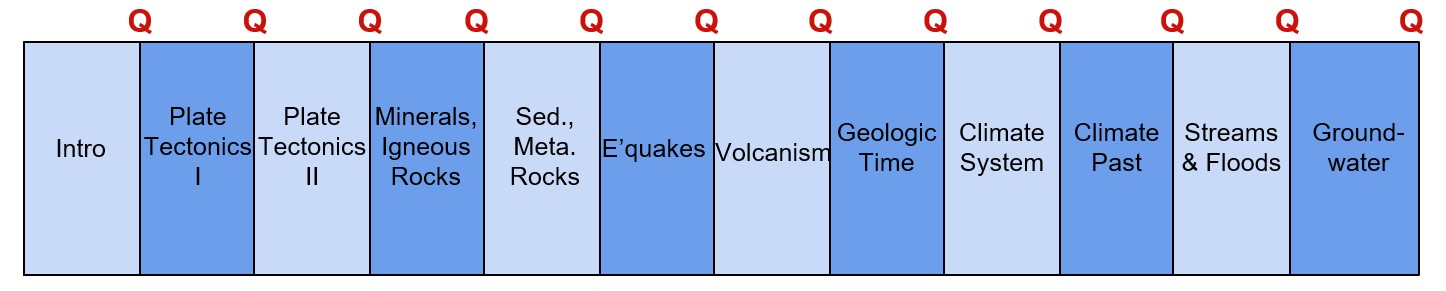 Q Q Q Q Q Q Q Q Q Q Q Q
Intro
Plate
Tectonics
I
Plate
Tectonics
II
Minerals,
Igneous
Rocks
Sed.,
Meta.
Rocks
E’quakes
Volcanism
Geologic
Time
Climate
System
Climate
Past
Streams
& Floods
Ground-
water